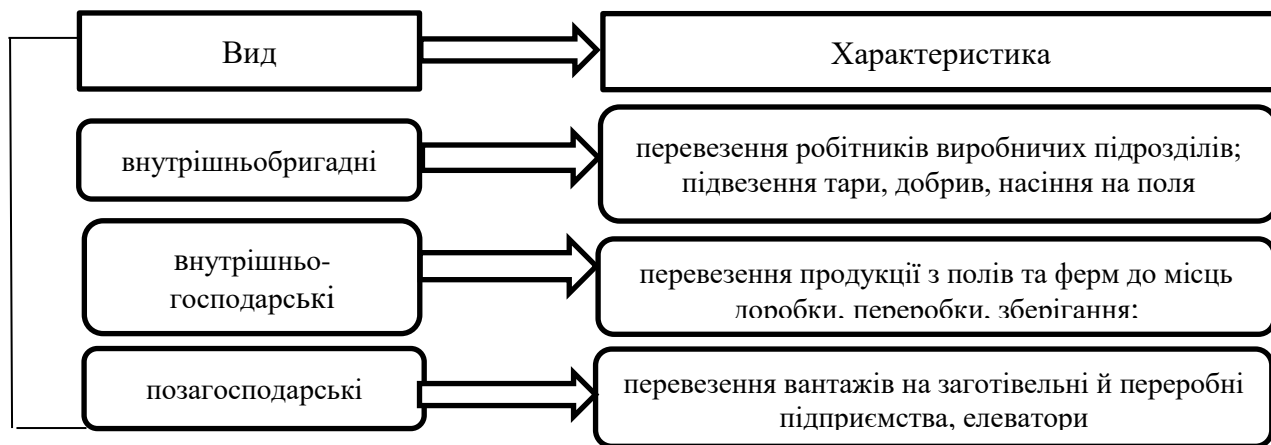 Вид
Характеристика
внутрішньобригадні
перевезення робітників виробничих підрозділів;
підвезення тари, добрив, насіння на поля
внутрішньо-
господарські
перевезення продукції з полів та ферм до місць
доробки, переробки, зберігання;
позагосподарські
перевезення вантажів на заготівельні й переробні
підприємства, елеватори